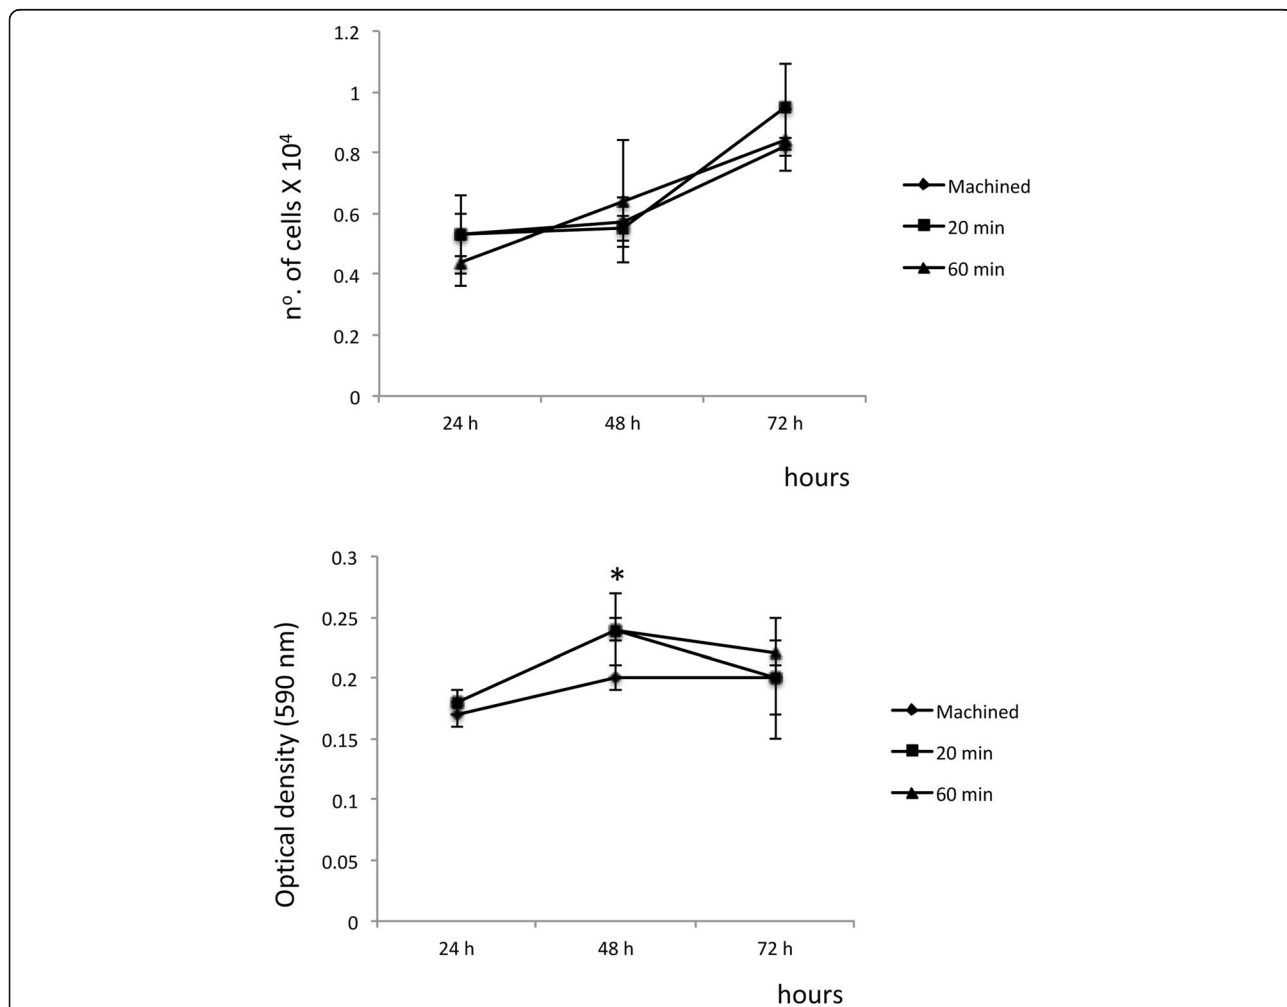 1.2
1
0.8
0.6
0.4
0.2
0
nº. of cells X 10⁴
24 h
48 h
72 h
hours
Machined
20 min
60 min
0.3
0.25
0.2
0.15
0.1
0.05
0
Optical density (590 nm)
*
24 h
48 h
72 h
hours
Machined
20 min
60 min